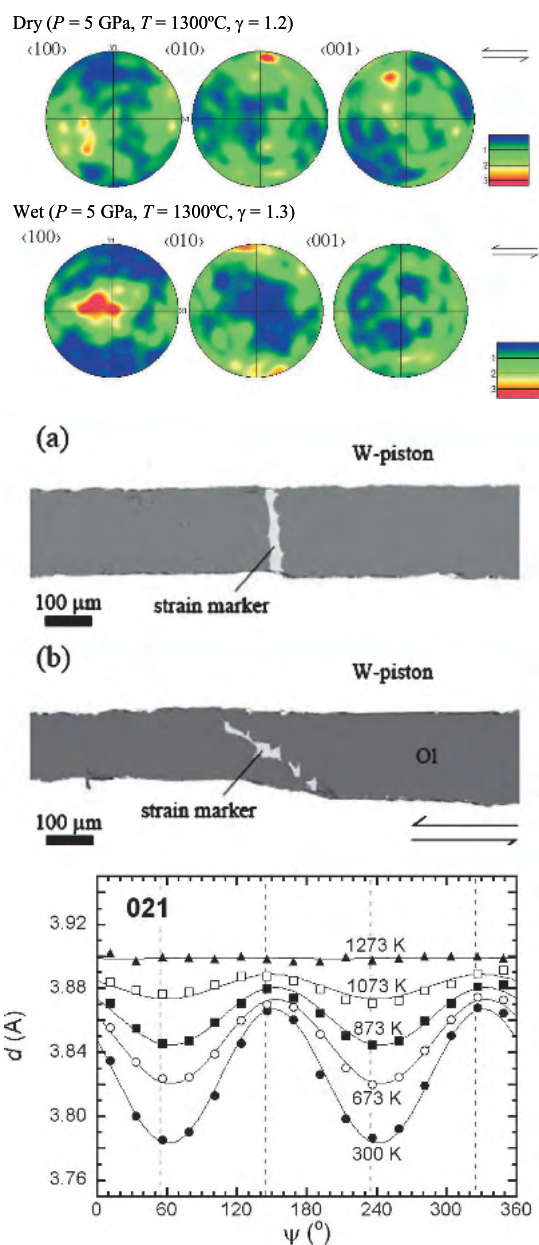 Dry (P = 5 GPa, T = 1300ºC, γ = 1.2)
⟨100⟩ ⟨010⟩ ⟨001⟩
1
2
3
Wet (P = 5 GPa, T = 1300ºC, γ = 1.3)
⟨100⟩ ⟨010⟩ ⟨001⟩
1
2
3
(a)
W-piston
strain marker
100 µm
(b)
W-piston
Ol
strain marker
100 µm
021
3.92
1273 K
3.88
1073 K
873 K
3.84
673 K
3.80
300 K
3.76
d (A)
0 60 120 180 240 300 360
Ψ (°)